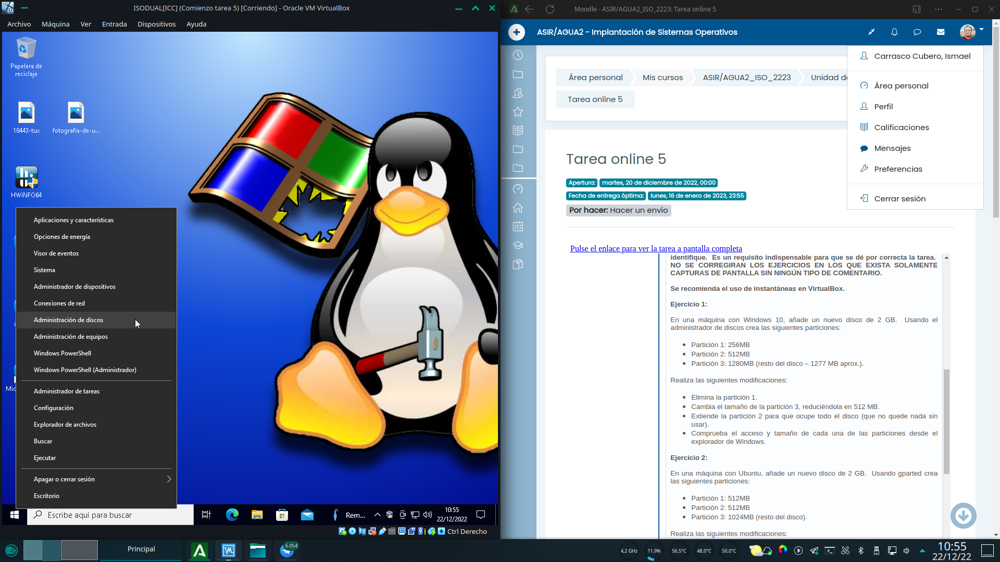 ISODUAL[ICC] (Comienzo tarea 5) [Corriendo] - Oracle VM VirtualBox
Archivo Máquina Ver Entrada Dispositivos Ayuda
Papelera de
reciclaje
18443-tux
fotografia-de-u...
HWiNFO64
Mic
Aplicaciones y características
Opciones de energía
Visor de eventos
Sistema
Administrador de dispositivos
Conexiones de red
Administración de discos
Administración de equipos
Windows PowerShell
Windows PowerShell (Administrador)
Administrador de tareas
Configuración
Explorador de archivos
Buscar
Ejecutar
Apagar o cerrar sesión
Escritorio
Escribe aquí para buscar
Rem...
10:55
22/12/2022
Ctrl Derecho
Moodle - ASIR/AGUA2_ISO_2223: Tarea online 5
ASIR/AGUA2 - Implantación de Sistemas Operativos
Carrasco Cubero, Ismael
Área personal
Perfil
Calificaciones
Mensajes
Preferencias
Cerrar sesión
Área personal Mis cursos ASIR/AGUA2_ISO_2223 Unidad de
Tarea online 5
Tarea online 5
Apertura: martes, 20 de diciembre de 2022, 00:00
Fecha de entrega óptima: lunes, 16 de enero de 2023, 23:55
Por hacer: Hacer un envío
Pulse el enlace para ver la tarea a pantalla completa
identifique. Es un requisito indispensable para que se dé por correcta la tarea.
NO SE CORREGIRAN LOS EJERCICIOS EN LOS QUE EXISTA SOLAMENTE
CAPTURAS DE PANTALLA SIN NINGÚN TIPO DE COMENTARIO.
Se recomienda el uso de instantáneas en VirtualBox.
Ejercicio 1:
En una máquina con Windows 10, añade un nuevo disco de 2 GB. Usando el
administrador de discos crea las siguientes particiones:
• Partición 1: 256MB
• Partición 2: 512MB
• Partición 3: 1280MB (resto del disco – 1277 MB aprox.).
Realiza las siguientes modificaciones:
• Elimina la partición 1.
• Cambia el tamaño de la partición 3, reduciéndola en 512 MB.
• Extiende la partición 2 para que ocupe todo el disco (que no quede nada sin
usar).
• Comprueba el acceso y tamaño de cada una de las particiones desde el
explorador de Windows.
Ejercicio 2:
En una máquina con Ubuntu, añade un nuevo disco de 2 GB. Usando gparted crea
las siguientes particiones:
• Partición 1: 512MB
• Partición 2: 512MB
• Partición 3: 1024MB (resto del disco).
Realiza las siguientes modificaciones:
Principal
6.054
4,2 GHz
11,9%
56,5°C
48,0°C
50,0°C
10:55
22/12/22